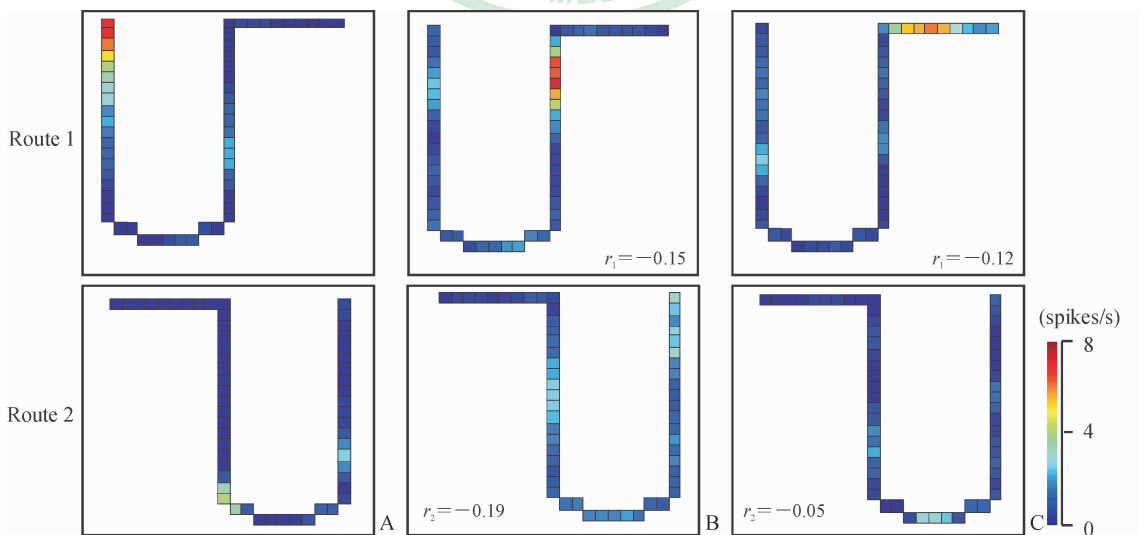 Route 1
r₁=−0.15
r₁=−0.12
Route 2
r₂=−0.19
r₂=−0.05
A
B
C
(spikes/s)
8
4
0